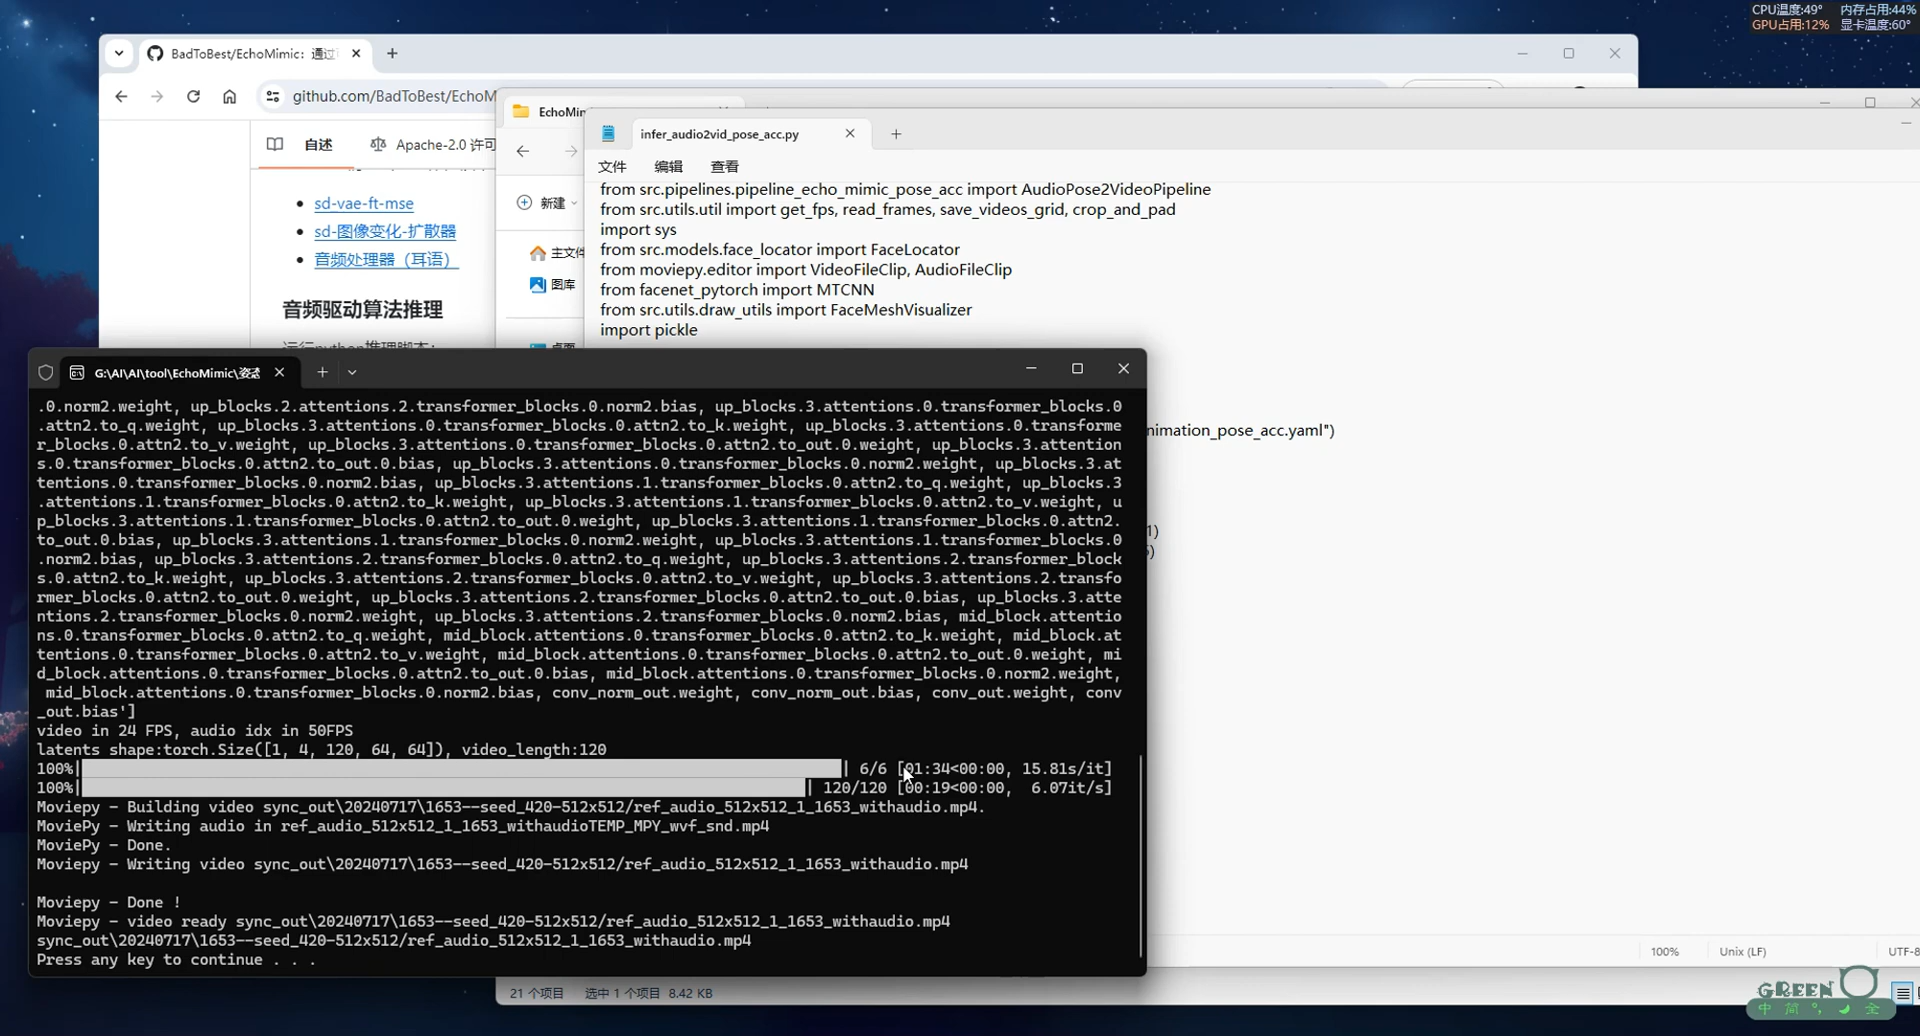 CPU温度:49° 内存占用:44%
GPU占用:12% 显卡温度:60°
BadToBest/EchoMimic: 通过
github.com/BadToBest/EchoM
自述
Apache-2.0 许可
sd-vae-ft-mse
sd-图像变化-扩散器
音频处理器（耳语）
音频驱动算法推理
运行python推理脚本:
EchoMim
新建
主文件
图库
桌面
infer_audio2vid_pose_acc.py
文件 编辑 查看
from src.pipelines.pipeline_echo_mimic_pose_acc import AudioPose2VideoPipeline
from src.utils.util import get_fps, read_frames, save_videos_grid, crop_and_pad
import sys
from src.models.face_locator import FaceLocator
from moviepy.editor import VideoFileClip, AudioFileClip
from facenet_pytorch import MTCNN
from src.utils.draw_utils import FaceMeshVisualizer
import pickle
nimation_pose_acc.yaml")
1)
)
G:\AI\AI\tool\EchoMimic\姿态
.0.norm2.weight, up_blocks.2.attentions.2.transformer_blocks.0.norm2.bias, up_blocks.3.attentions.0.transformer_blocks.0
.attn2.to_q.weight, up_blocks.3.attentions.0.transformer_blocks.0.attn2.to_k.weight, up_blocks.3.attentions.0.transforme
r_blocks.0.attn2.to_v.weight, up_blocks.3.attentions.0.transformer_blocks.0.attn2.to_out.0.weight, up_blocks.3.attention
s.0.transformer_blocks.0.attn2.to_out.0.bias, up_blocks.3.attentions.0.transformer_blocks.0.norm2.weight, up_blocks.3.at
tentions.0.transformer_blocks.0.norm2.bias, up_blocks.3.attentions.1.transformer_blocks.0.attn2.to_q.weight, up_blocks.3
.attentions.1.transformer_blocks.0.attn2.to_k.weight, up_blocks.3.attentions.1.transformer_blocks.0.attn2.to_v.weight, u
p_blocks.3.attentions.1.transformer_blocks.0.attn2.to_out.0.weight, up_blocks.3.attentions.1.transformer_blocks.0.attn2.
to_out.0.bias, up_blocks.3.attentions.1.transformer_blocks.0.norm2.weight, up_blocks.3.attentions.1.transformer_blocks.0
.norm2.bias, up_blocks.3.attentions.2.transformer_blocks.0.attn2.to_q.weight, up_blocks.3.attentions.2.transformer_block
s.0.attn2.to_k.weight, up_blocks.3.attentions.2.transformer_blocks.0.attn2.to_v.weight, up_blocks.3.attentions.2.transfo
rmer_blocks.0.attn2.to_out.0.weight, up_blocks.3.attentions.2.transformer_blocks.0.attn2.to_out.0.bias, up_blocks.3.atte
ntions.2.transformer_blocks.0.norm2.weight, up_blocks.3.attentions.2.transformer_blocks.0.norm2.bias, mid_block.attentio
ns.0.transformer_blocks.0.attn2.to_q.weight, mid_block.attentions.0.transformer_blocks.0.attn2.to_k.weight, mid_block.at
tentions.0.transformer_blocks.0.attn2.to_v.weight, mid_block.attentions.0.transformer_blocks.0.attn2.to_out.0.weight, mi
d_block.attentions.0.transformer_blocks.0.attn2.to_out.0.bias, mid_block.attentions.0.transformer_blocks.0.norm2.weight,
mid_block.attentions.0.transformer_blocks.0.norm2.bias, conv_norm_out.weight, conv_norm_out.bias, conv_out.weight, conv
_out.bias']
video in 24 FPS, audio idx in 50FPS
latents shape:torch.Size([1, 4, 120, 64, 64]), video_length:120
100%| | 6/6 [01:34<00:00, 15.81s/it]
100%| | 120/120 [00:19<00:00, 6.07it/s]
Moviepy - Building video sync_out\20240717\1653--seed_420-512x512/ref_audio_512x512_1_1653_withaudio.mp4.
MoviePy - Writing audio in ref_audio_512x512_1_1653_withaudioTEMP_MPY_wvf_snd.mp4
MoviePy - Done.
Moviepy - Writing video sync_out\20240717\1653--seed_420-512x512/ref_audio_512x512_1_1653_withaudio.mp4
Moviepy - Done !
Moviepy - video ready sync_out\20240717\1653--seed_420-512x512/ref_audio_512x512_1_1653_withaudio.mp4
sync_out\20240717\1653--seed_420-512x512/ref_audio_512x512_1_1653_withaudio.mp4
Press any key to continue . . .
100% Unix (LF) UTF-8
21 个项目 选中 1 个项目 8.42 KB
GREEN
中 简 °, 全